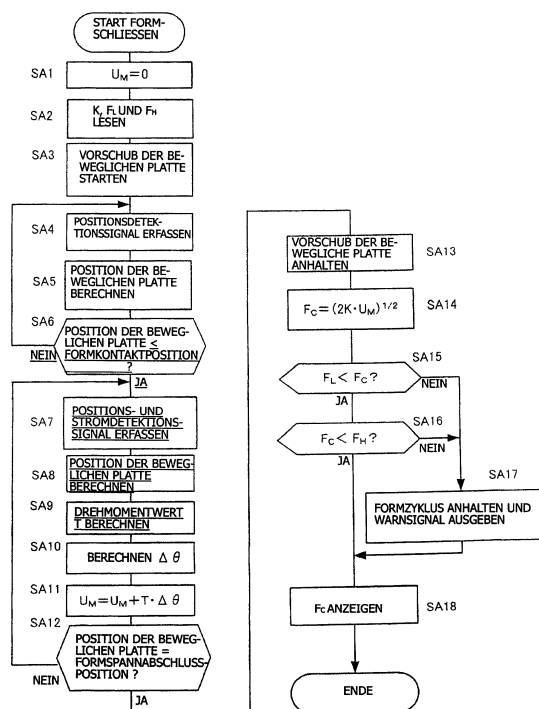 START FORM-
SCHLIESSEN
SA1
U_M=0
SA2
K, F_L UND F_H
LESEN
SA3
VORSCHUB DER BE-
WEGLICHEN PLATTE
STARTEN
SA4
POSITIONSDETEK-
TIONSSIGNAL ERFASSEN
SA5
POSITION DER BE-
WEGLICHEN PLATTE
BERECHNEN
SA6
POSITION DER BEWEG-
LICHEN PLATTE ≤
FORMKONTAKTPOSITION
?
NEIN
JA
SA7
POSITIONS- UND
STROMDETEKTIONS-
SIGNAL ERFASSEN
SA8
POSITION DER BEWEG-
LICHEN PLATTE
BERECHNEN
SA9
DREHMOMENTWERT
T BERECHNEN
SA10
BERECHNEN Δ θ
SA11
U_M=U_M+T·Δ θ
SA12
POSITION DER BEWEG-
LICHEN PLATTE =
FORMSPANNABSCHLUSS-
POSITION ?
NEIN
JA
VORSCHUB DER BE-
WEGLICHE PLATTE
ANHALTEN
SA13
F_C=(2K·U_M)^1/2
SA14
SA15
F_L< F_C ?
NEIN
JA
SA16
F_C< F_H ?
NEIN
JA
SA17
FORMZYKLUS ANHALTEN UND
WARNSIGNAL AUSGEBEN
F_C ANZEIGEN
SA18
ENDE